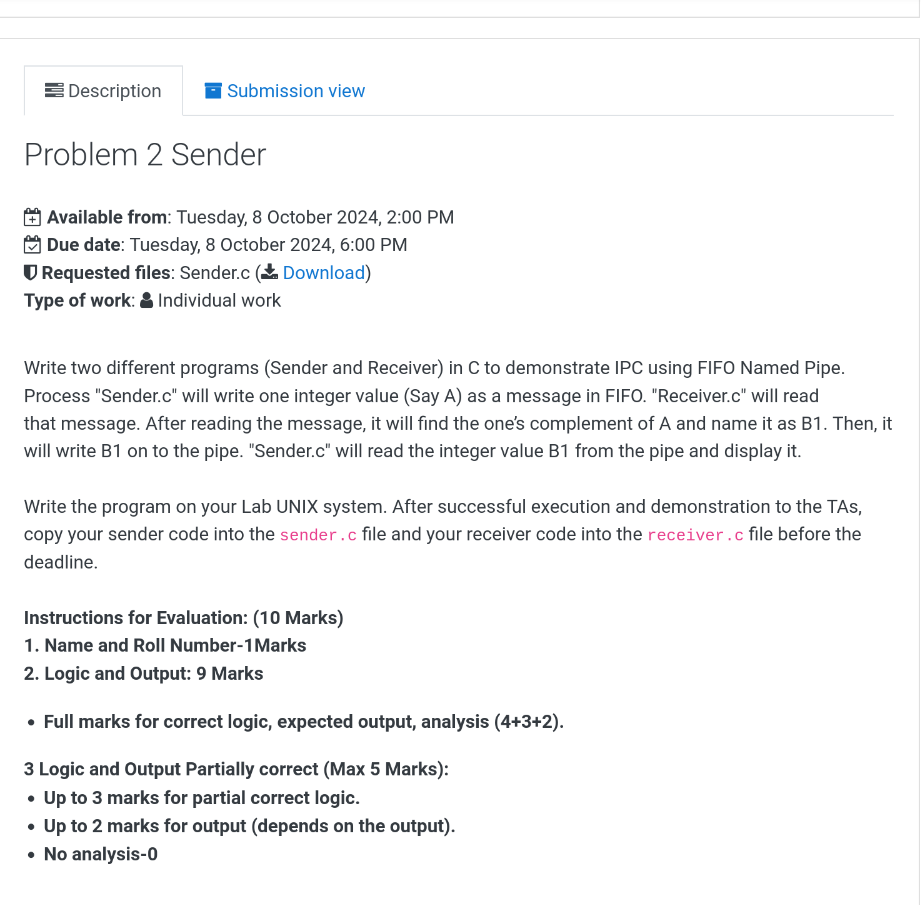 Description
Submission view
Problem 2 Sender
Available from: Tuesday, 8 October 2024, 2:00 PM
Due date: Tuesday, 8 October 2024, 6:00 PM
Requested files: Sender.c (Download)
Type of work: Individual work
Write two different programs (Sender and Receiver) in C to demonstrate IPC using FIFO Named Pipe.
Process "Sender.c" will write one integer value (Say A) as a message in FIFO. "Receiver.c" will read
that message. After reading the message, it will find the one’s complement of A and name it as B1. Then, it
will write B1 on to the pipe. "Sender.c" will read the integer value B1 from the pipe and display it.
Write the program on your Lab UNIX system. After successful execution and demonstration to the TAs,
copy your sender code into the sender.c file and your receiver code into the receiver.c file before the
deadline.
Instructions for Evaluation: (10 Marks)
1. Name and Roll Number-1Marks
2. Logic and Output: 9 Marks
• Full marks for correct logic, expected output, analysis (4+3+2).
3 Logic and Output Partially correct (Max 5 Marks):
• Up to 3 marks for partial correct logic.
• Up to 2 marks for output (depends on the output).
• No analysis-0